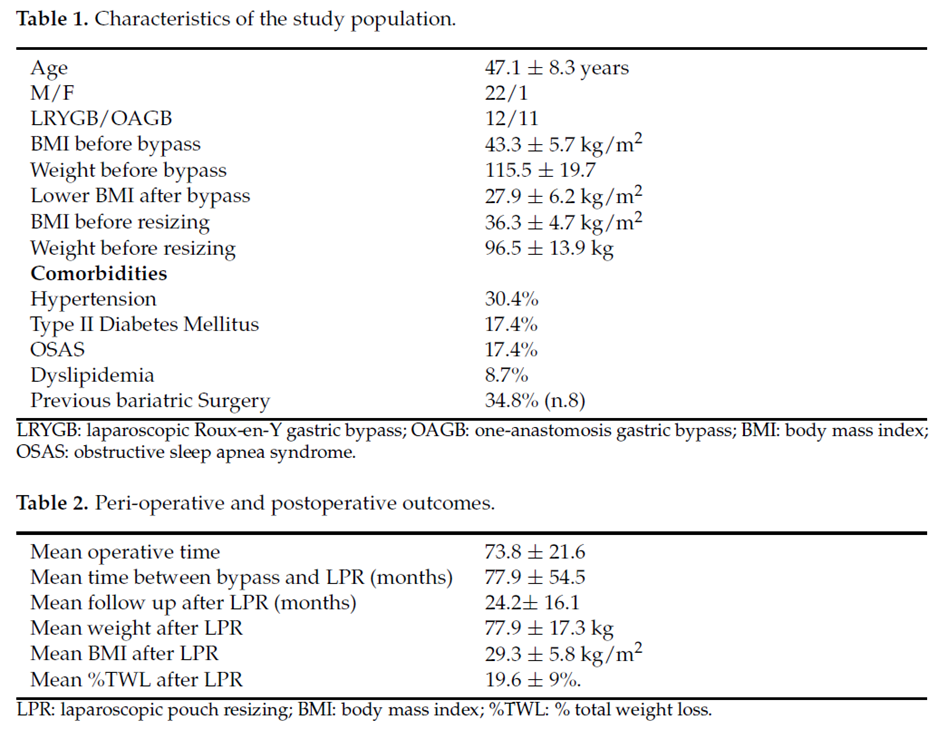 Table 1. Characteristics of the study population.
Age 47.1 ± 8.3 years
M/F 22/1
LRYGB/OAGB 12/11
BMI before bypass 43.3 ± 5.7 kg/m²
Weight before bypass 115.5 ± 19.7
Lower BMI after bypass 27.9 ± 6.2 kg/m²
BMI before resizing 36.3 ± 4.7 kg/m²
Weight before resizing 96.5 ± 13.9 kg
Comorbidities
Hypertension 30.4%
Type II Diabetes Mellitus 17.4%
OSAS 17.4%
Dyslipidemia 8.7%
Previous bariatric Surgery 34.8% (n.8)
LRYGB: laparoscopic Roux-en-Y gastric bypass; OAGB: one-anastomosis gastric bypass; BMI: body mass index;
OSAS: obstructive sleep apnea syndrome.
Table 2. Peri-operative and postoperative outcomes.
Mean operative time 73.8 ± 21.6
Mean time between bypass and LPR (months) 77.9 ± 54.5
Mean follow up after LPR (months) 24.2± 16.1
Mean weight after LPR 77.9 ± 17.3 kg
Mean BMI after LPR 29.3 ± 5.8 kg/m²
Mean %TWL after LPR 19.6 ± 9%.
LPR: laparoscopic pouch resizing; BMI: body mass index; %TWL: % total weight loss.